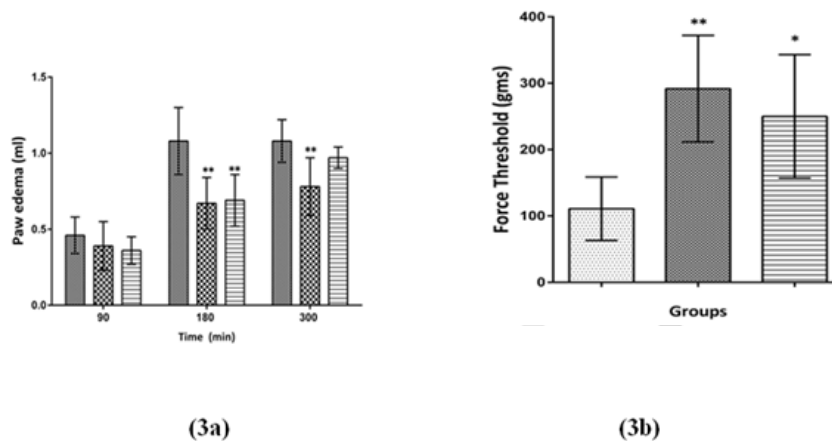 1.5
1.0
0.5
0.0
Paw edema (ml)
** **
**
90 180 300
Time (min)
400
300
200
100
0
Force Threshold (gms)
**
*
Groups
(3a)
(3b)